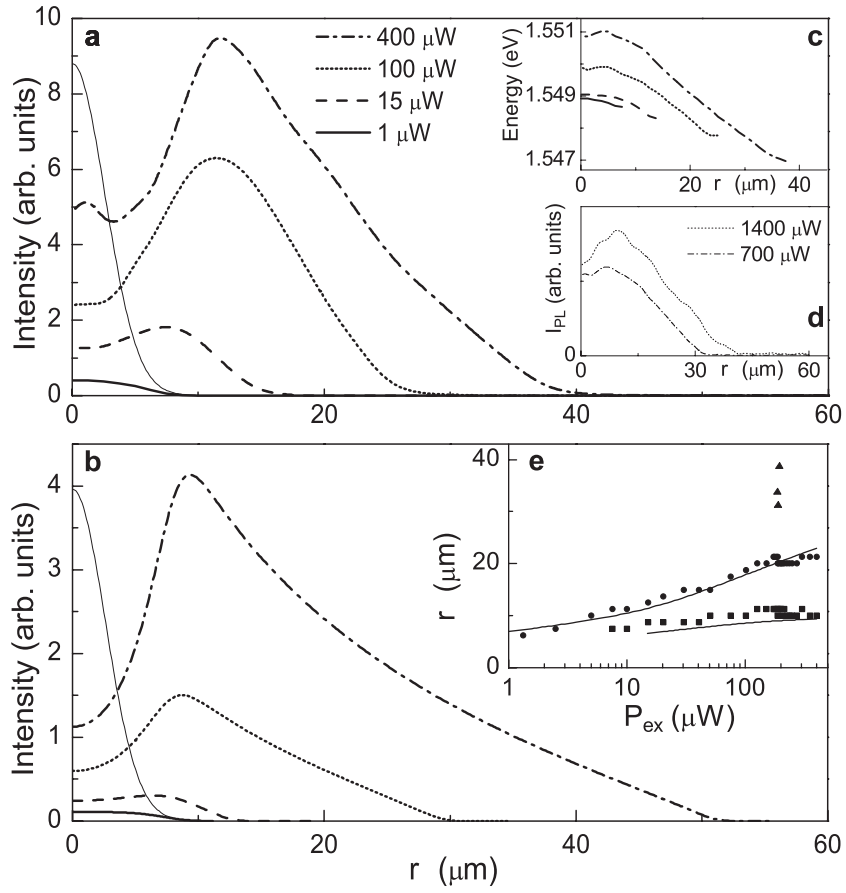 a
10
8
6
4
2
0
0
20
40
60
Intensity (arb. units)
400 μW
100 μW
15 μW
1 μW
c
1.551
1.549
1.547
Energy (eV)
0
20
40
r (μm)
1400 μW
700 μW
d
I_PL (arb. units)
0
0
30
60
r (μm)
b
4
3
2
1
0
Intensity (arb. units)
0
20
40
60
r (μm)
e
40
20
0
r (μm)
1
10
100
P_ex (μW)